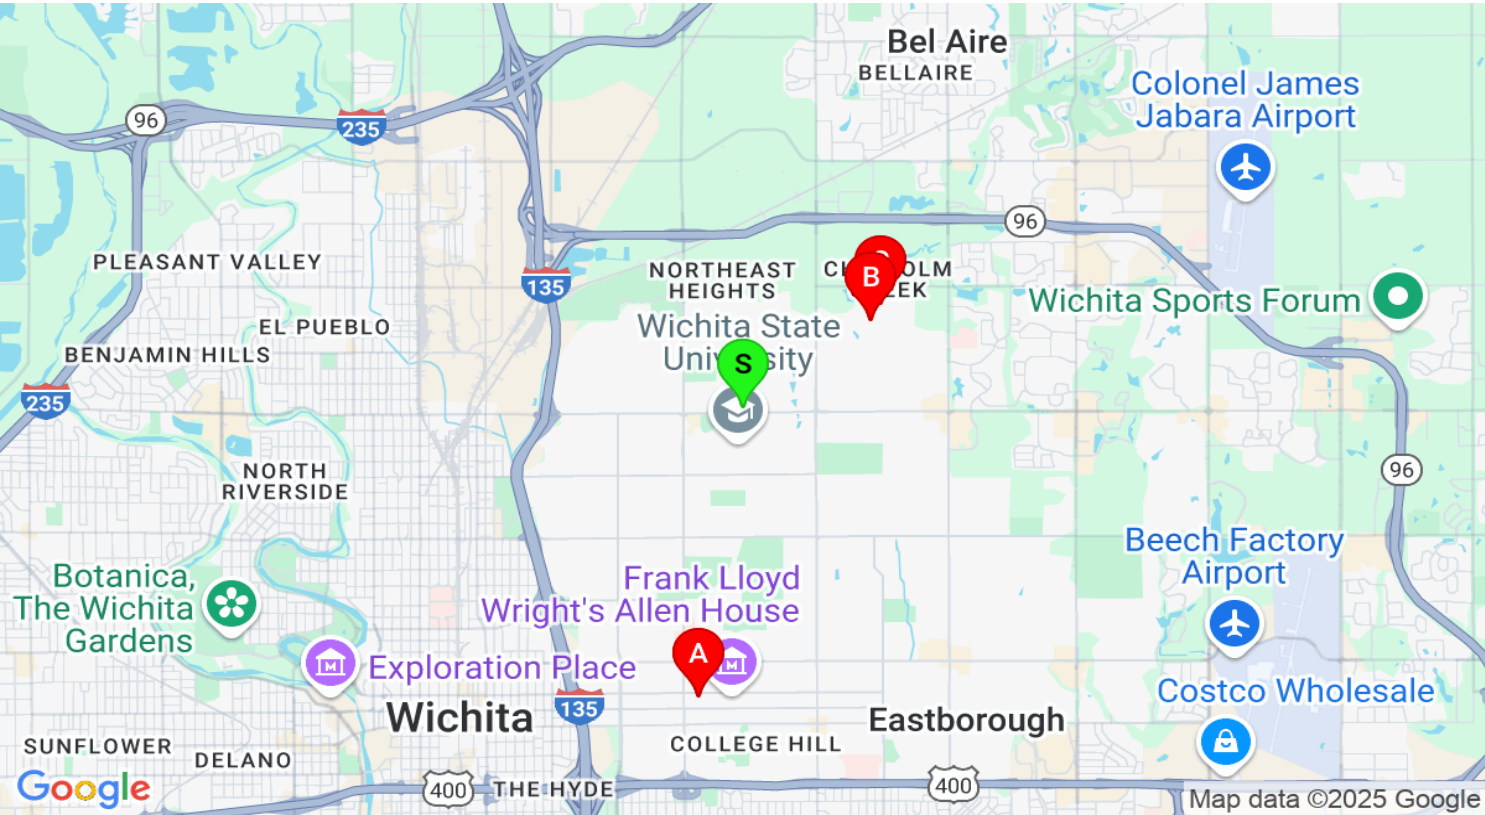 Bel Aire
BELLAIRE
Colonel James
Jabara Airport
96
235
96
PLEASANT VALLEY
NORTHEAST
HEIGHTS
B
135
Wichita Sports Forum
EL PUEBLO
Wichita State
University
BENJAMIN HILLS
S
235
NORTH
RIVERSIDE
96
Beech Factory
Airport
Botanica,
The Wichita
Gardens
Frank Lloyd
Wright's Allen House
A
Exploration Place
135
Costco Wholesale
Wichita
Eastborough
SUNFLOWER
DELANO
COLLEGE HILL
400
THE HYDE
400
Google
Map data ©2025 Google